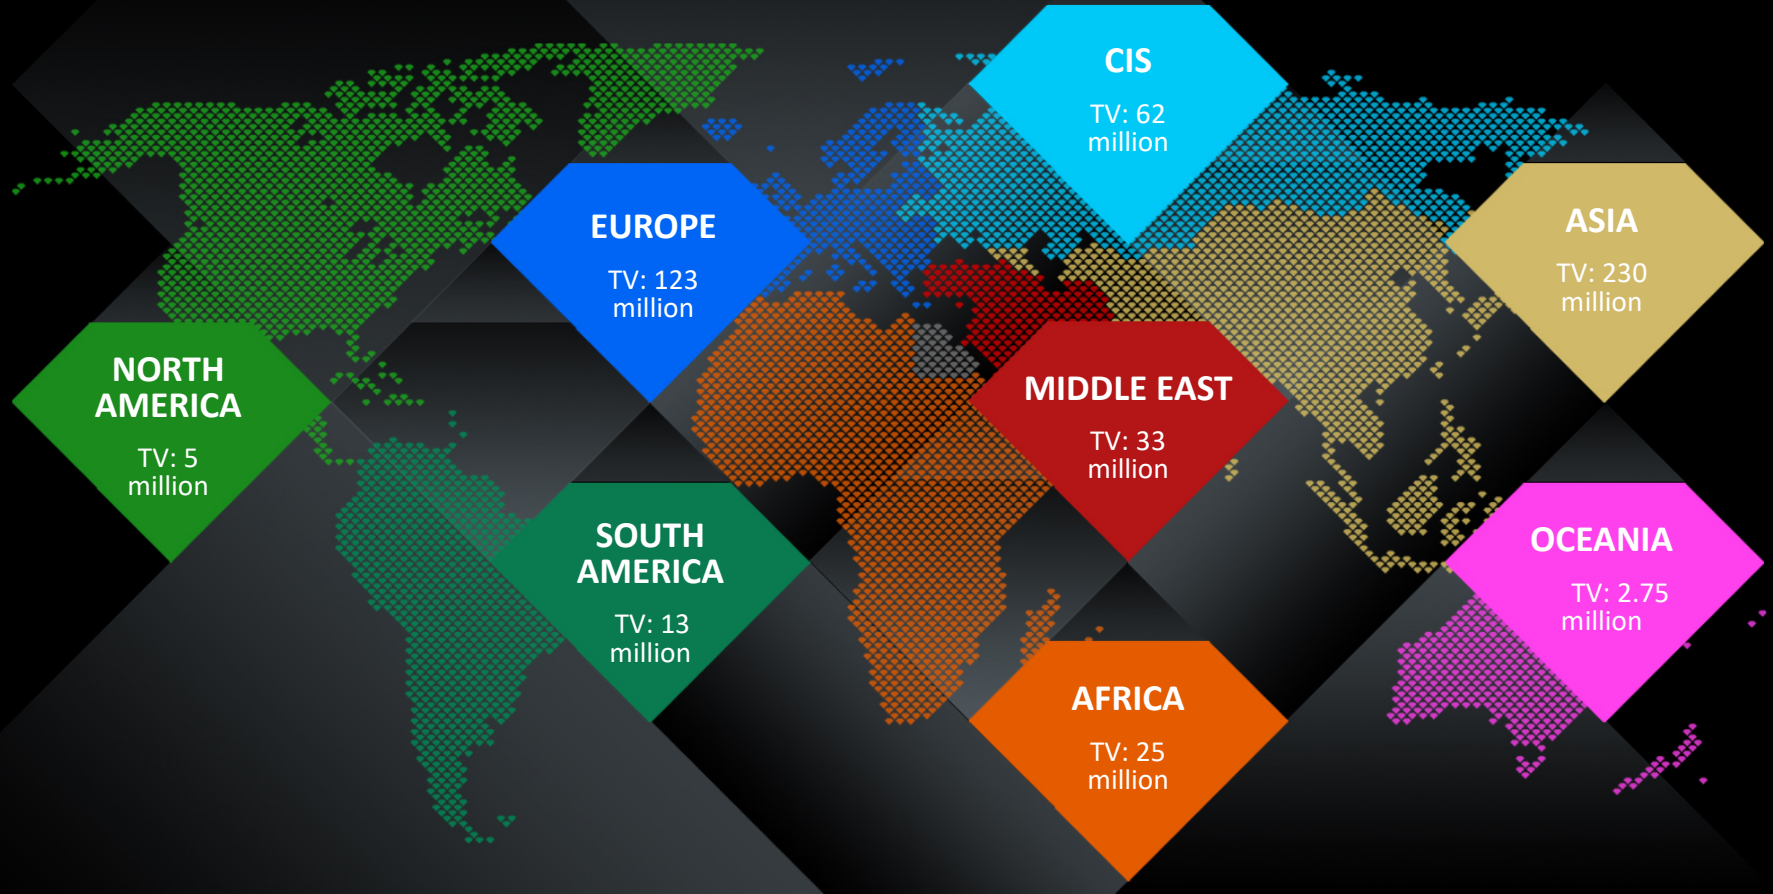 CIS
TV: 62
million
EUROPE
TV: 123
million
ASIA
TV: 230
million
NORTH
AMERICA
TV: 5
million
MIDDLE EAST
TV: 33
million
SOUTH
AMERICA
TV: 13
million
OCEANIA
TV: 2.75
million
AFRICA
TV: 25
million